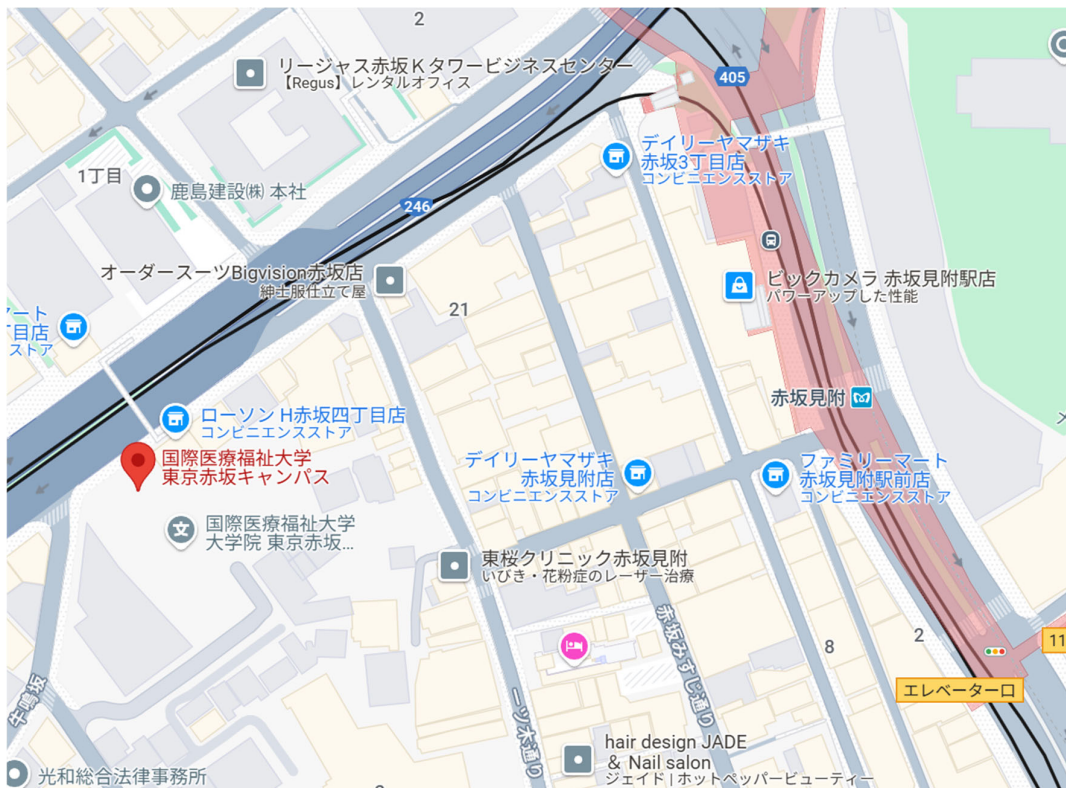 2
リージャス赤坂Kタワービジネスセンター
【Regus】レンタルオフィス
405
デイリーヤマザキ
赤坂3丁目店
コンビニエンスストア
1丁目
鹿島建設㈱ 本社
246
オーダースーツBigvision赤坂店
紳士服仕立て屋
ビックカメラ 赤坂見附駅店
パワーアップした性能
21
マート
丁目店
ストア
赤坂見附
ローソン H赤坂四丁目店
コンビニエンスストア
国際医療福祉大学
東京赤坂キャンパス
デイリーヤマザキ
赤坂見附店
コンビニエンスストア
ファミリーマート
赤坂見附駅前店
コンビニエンスストア
文
国際医療福祉大学
大学院 東京赤坂...
東桜クリニック赤坂見附
いびき・花粉症のレーザー治療
赤坂みすじ通り
8
2
11
エレベーター口
牛鳴坂
一ツ木通り
hair design JADE
& Nail salon
ジェイド | ホットペッパービューティー
光和総合法律事務所